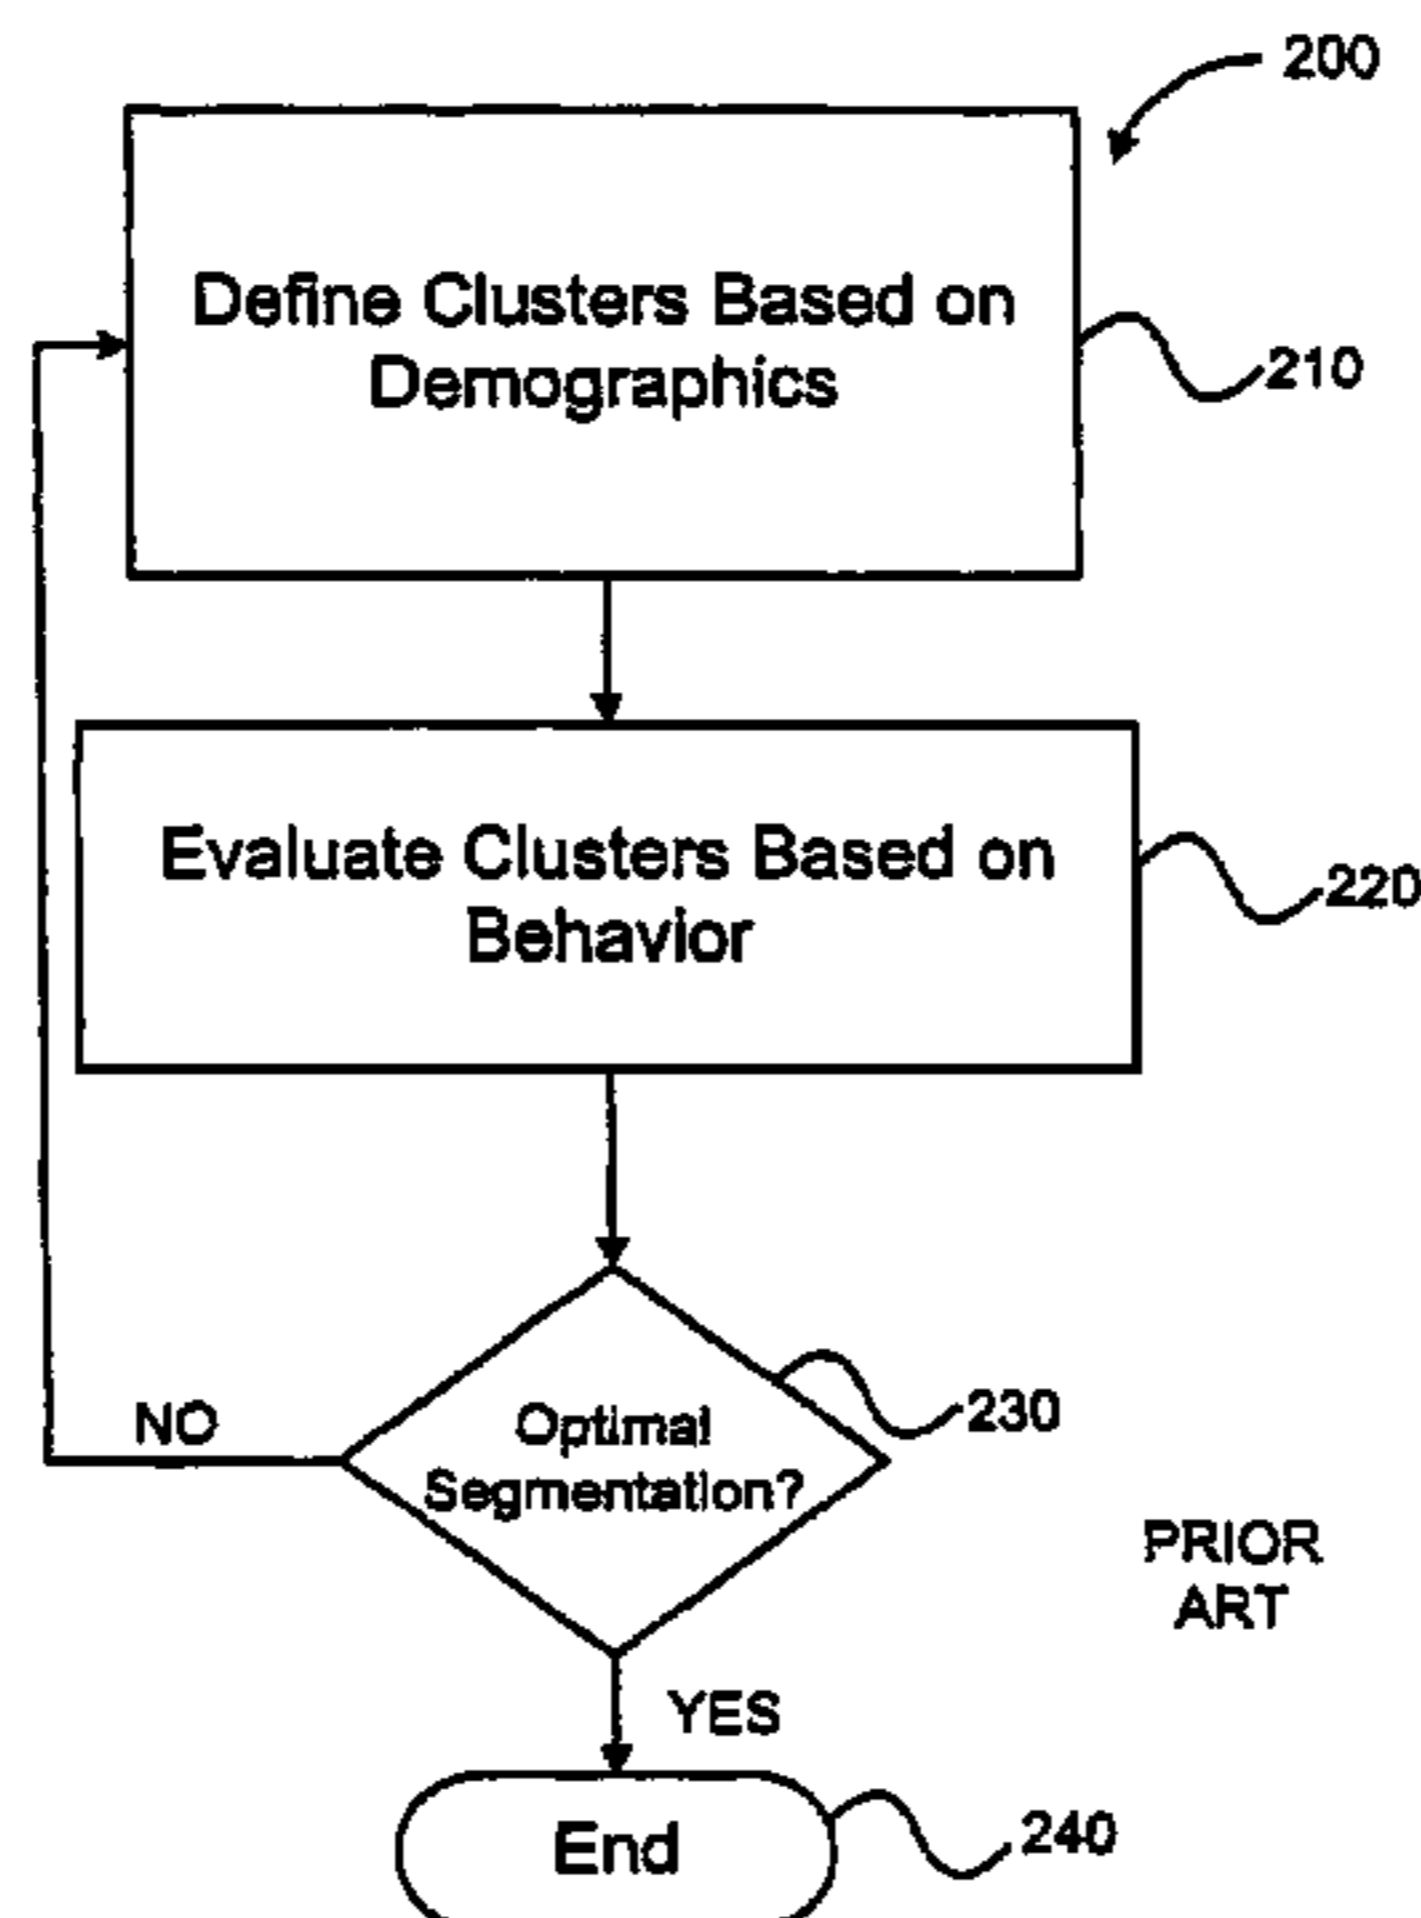 200
Define Clusters Based on
Demographics
210
Evaluate Clusters Based on
Behavior
220
Optimal
Segmentation?
230
NO
PRIOR
ART
YES
End
240